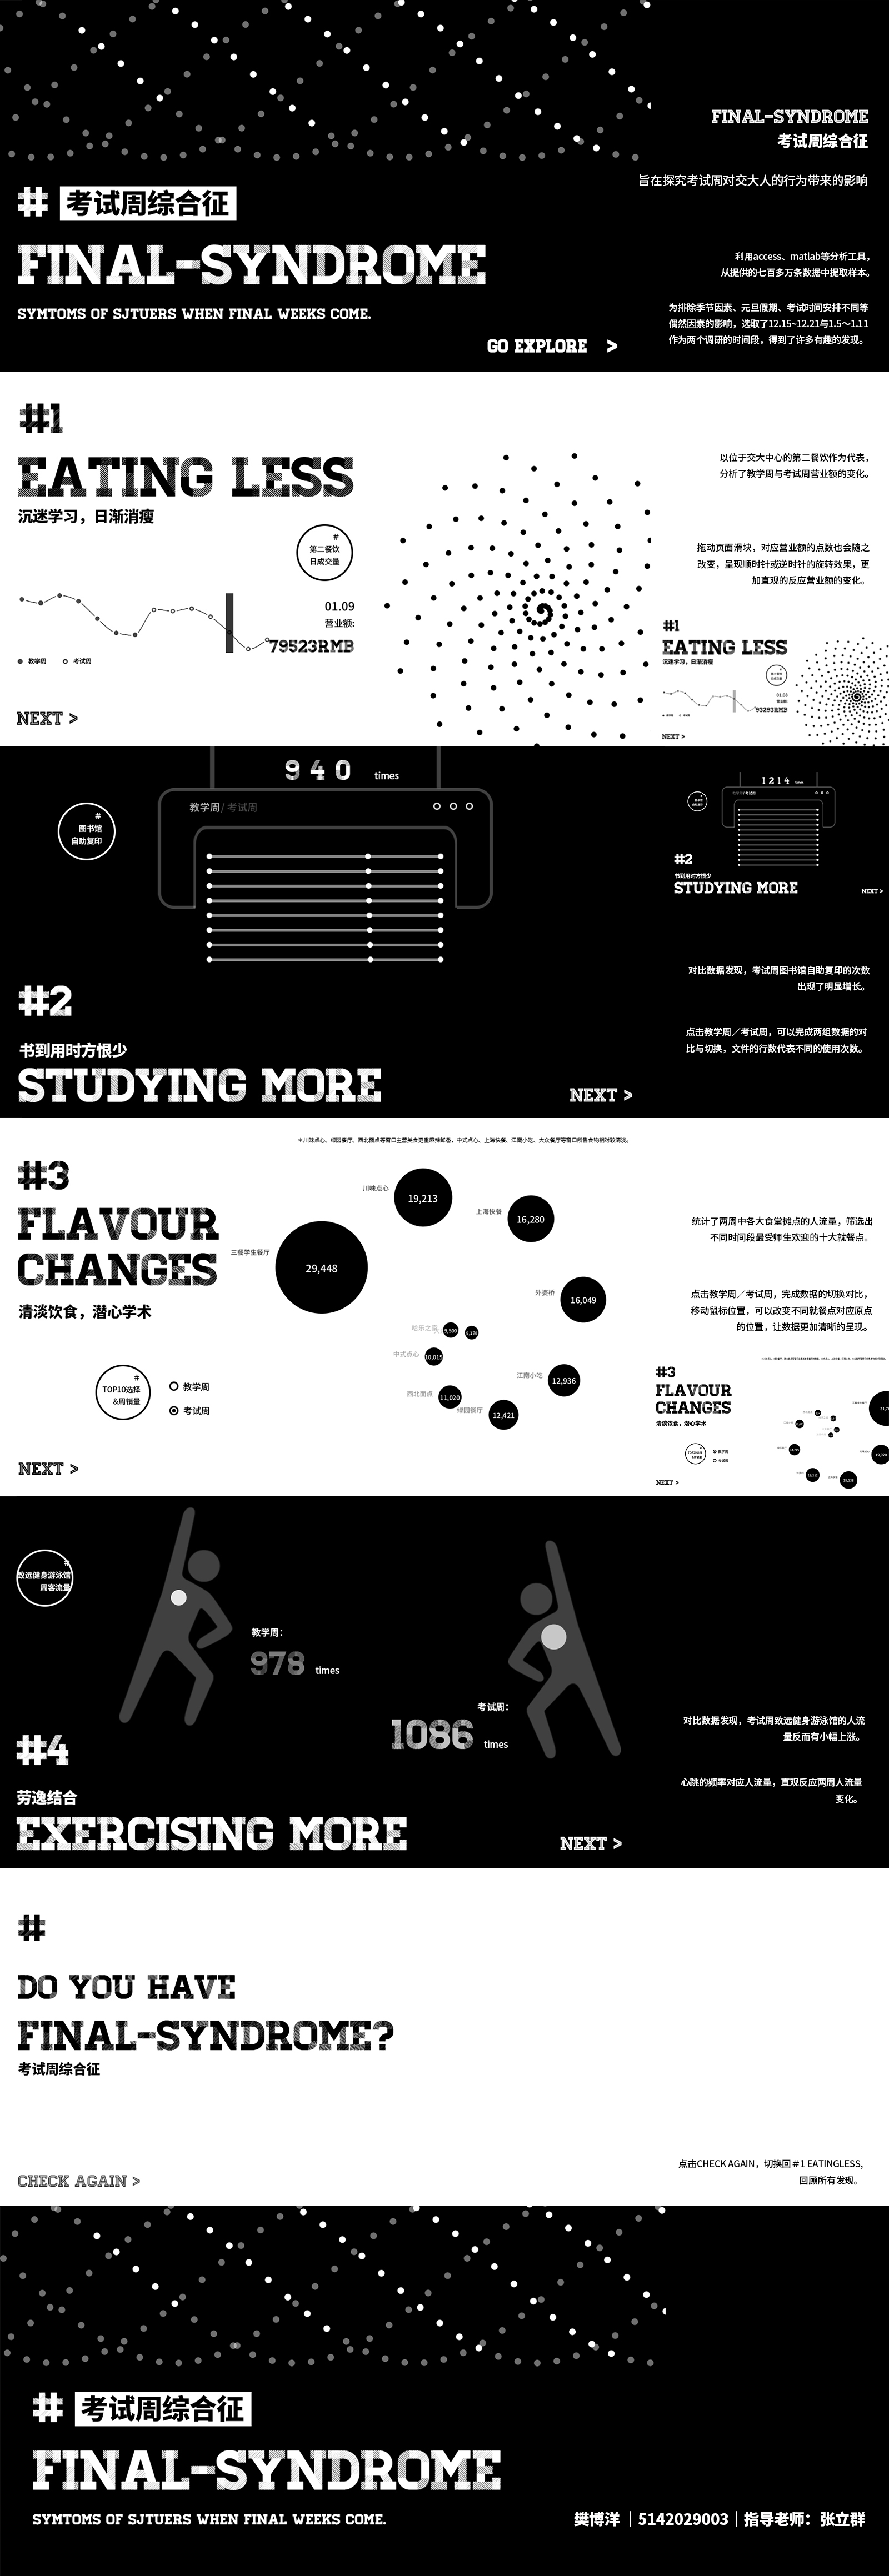 FINAL-SYNDROME
考试周综合征
旨在探究考试周对交大人的行为带来的影响
# 考试周综合征
FINAL-SYNDROME
SYMTOMS OF SJTUERS WHEN FINAL WEEKS COME.
GO EXPLORE >
利用access、matlab等分析工具，
从提供的七百多万条数据中提取样本。
为排除季节因素、元旦假期、考试时间安排不同等
偶然因素的影响，选取了12.15~12.21与1.5～1.11
作为两个调研的时间段，得到了许多有趣的发现。
#1
EATING LESS
沉迷学习，日渐消瘦
#
第二餐饮
日成交量
01.09
营业额:
79523RMB
教学周
考试周
NEXT >
以位于交大中心的第二餐饮作为代表，
分析了教学周与考试周营业额的变化。
拖动页面滑块，对应营业额的点数也会随之
改变，呈现顺时针或逆时针的旋转效果，更
加直观的反应营业额的变化。
#1
EATING LESS
沉迷学习，日渐消瘦
01.08
营业额:
93293RMB
NEXT >
940 times
教学周/ 考试周
#
图书馆
自助复印
#2
书到用时方恨少
STUDYING MORE
NEXT >
1214 times
教学周/考试周
#2
书到用时方恨少
STUDYING MORE
NEXT >
对比数据发现，考试周图书馆自助复印的次数
出现了明显增长。
点击教学周／考试周，可以完成两组数据的对
比与切换，文件的行数代表不同的使用次数。
＊川味点心、绿园餐厅、西北面点等窗口主营美食更重麻辣鲜香，中式点心、上海快餐、江南小吃、大众餐厅等窗口所售食物相对较清淡。
#3
FLAVOUR
CHANGES
清淡饮食，潜心学术
川味点心
19,213
上海快餐
16,280
三餐学生餐厅
29,448
外婆桥
16,049
哈乐之家
9,500
中式点心
10,015
江南小吃
12,936
西北面点
11,020
绿园餐厅
12,421
#
TOP10选择
&周销量
教学周
考试周
NEXT >
统计了两周中各大食堂摊点的人流量，筛选出
不同时间段最受师生欢迎的十大就餐点。
点击教学周／考试周，完成数据的切换对比，
移动鼠标位置，可以改变不同就餐点对应原点
的位置，让数据更加清晰的呈现。
#3
FLAVOUR
CHANGES
清淡饮食，潜心学术
TOP10选择
&周销量
教学周
考试周
NEXT >
#
致远健身游泳馆
周客流量
教学周：
978 times
考试周：
1086 times
#4
劳逸结合
EXERCISING MORE
NEXT >
对比数据发现，考试周致远健身游泳馆的人流
量反而有小幅上涨。
心跳的频率对应人流量，直观反应两周人流量
变化。
#
DO YOU HAVE
FINAL-SYNDROME?
考试周综合征
CHECK AGAIN >
点击CHECK AGAIN，切换回＃1 EATINGLESS,
回顾所有发现。
# 考试周综合征
FINAL-SYNDROME
SYMTOMS OF SJTUERS WHEN FINAL WEEKS COME.
樊博洋｜5142029003｜指导老师：张立群